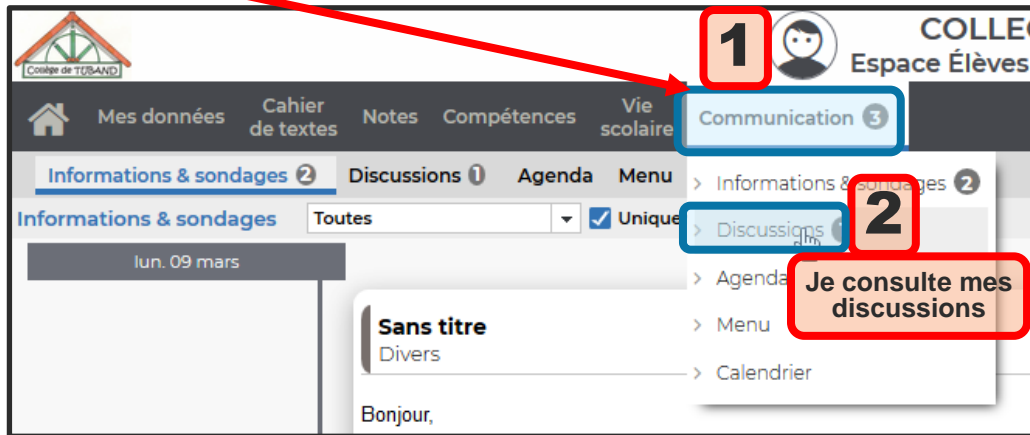 Collège de TUBAND
1
COLLE
Espace Élèves
Mes données
Cahier
de textes
Notes
Compétences
Vie
scolaire
Communication 3
Informations & sondages 2
Discussions 1
Agenda
Menu
> Informations & sondages 2
Informations & sondages
Toutes
Unique
> Discussions
2
lun. 09 mars
> Agenda
Je consulte mes
discussions
Sans titre
Divers
> Menu
> Calendrier
Bonjour,